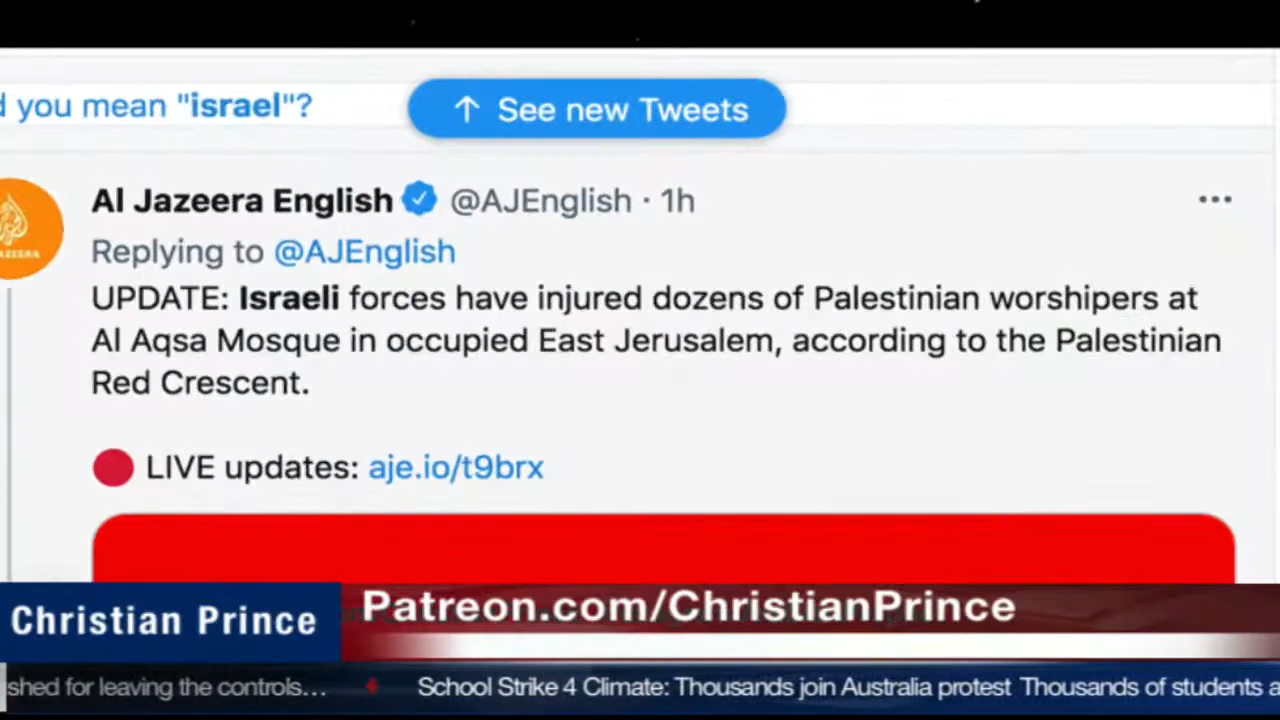 d you mean "israel"?
↑ See new Tweets
Al Jazeera English @AJEnglish · 1h
Replying to @AJEnglish
UPDATE: Israeli forces have injured dozens of Palestinian worshipers at
Al Aqsa Mosque in occupied East Jerusalem, according to the Palestinian
Red Crescent.
LIVE updates: aje.io/t9brx
Christian Prince
Patreon.com/ChristianPrince
shed for leaving the controls... School Strike 4 Climate: Thousands join Australia protest Thousands of students a